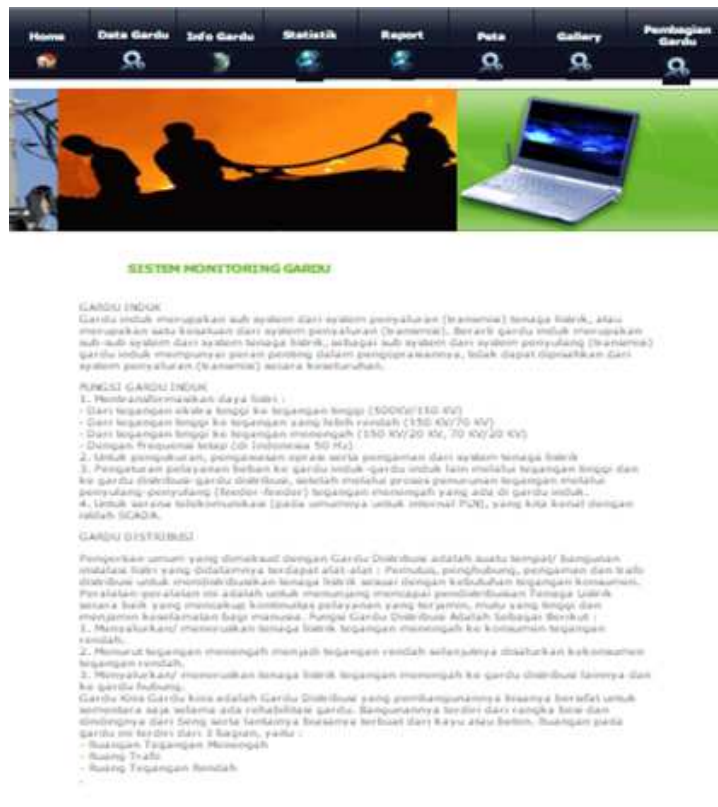 Home Data Gardu Info Gardu Statistik Report Peta Gallery Pembagian Gardu
SISTEM MONITORING GARDU
GARDU INDUK
Gardu induk merupakan sub system dari system penyaluran (transmisi) tenaga listrik, atau
merupakan satu kesatuan dari system penyaluran (transmisi). Berarti gardu induk merupakan
sub-sub system dari system tenaga listrik, sebagai sub system dari system penyulang (transmisi)
gardu induk mempunyai peran penting dalam pengoprasiannya, tidak dapat dipisahkan dari
system penyaluran (transmisi) secara keseluruhan.
FUNGSI GARDU INDUK
1. Mentransformasikan daya listri :
- Dari tegangan ekstra tinggi ke tegangan tinggi (500KV/150 KV)
- Dari tegangan tinggi ke tegangan yang lebih rendah (150 KV/70 KV)
- Dari tegangan tinggi ke tegangan menengah (150 KV/20 KV, 70 KV/20 KV)
- Dengan frequensi tetap (di Indonesia 50 Hz)
2. Untuk pengukuran, pengawasan oprasi serta pengaman dari system tenaga listrik
3. Pengaturan pelayanan beban ke gardu induk-gardu induk lain melalui tegangan tinggi dan
ke gardu distribusi-gardu distribusi, setelah melalui proses penurunan tegangan melalui
penyulang-penyulang (feeder-feeder) tegangan menengah yang ada di gardu induk.
4. Untuk sarana telekomunikasi (pada umumnya untuk internal PLN), yang kita kenal dengan
istilah SCADA.
GARDU DISTRIBUSI
Pengertian umum yang dimaksud dengan Gardu Distribusi adalah suatu tempat/ bangunan
instalasi listri yang didalamnya terdapat alat-alat : Pemutus, penghubung, pengaman dan trafo
distribusi untuk mendistribusikan tenaga listrik sesuai dengan kebutuhan tegangan konsumen.
Peralatan-peralatan ini adalah untuk menunjang mencapai pendistribusian Tenaga Listrik
secara baik yang mencakup kontinuitas pelayanan yang terjamin, mutu yang tinggi dan
menjamin keselamatan bagi manusia. Fungsi Gardu Distribusi Adalah Sebagai Berikut :
1. Menyalurkan/ meneruskan tenaga listrik tegangan menengah ke konsumen tegangan
rendah.
2. Menurut tegangan menengah menjadi tegangan rendah selanjutnya disalurkan kekonsumen
tegangan rendah.
3. Menyalurkan/ meneruskan tenaga listrik tegangan menengah ke gardu distribusi lainnya dan
ke gardu hubung.
Gardu Kios Gardu kios adalah Gardu Distribusi yang pembangunannya bisanya bersifat untuk
sementara saja selama ada rehabilitasi gardu. Bangunannya terdiri dari rangka besi dan
dindingnya dari Seng serta lantainya biasanya terbuat dari kayu atau beton. Ruangan pada
gardu ini terdiri dari 3 bagian, yaitu :
- Ruangan Tegangan Menengah
- Ruang Trafo
- Ruang Tegangan Rendah